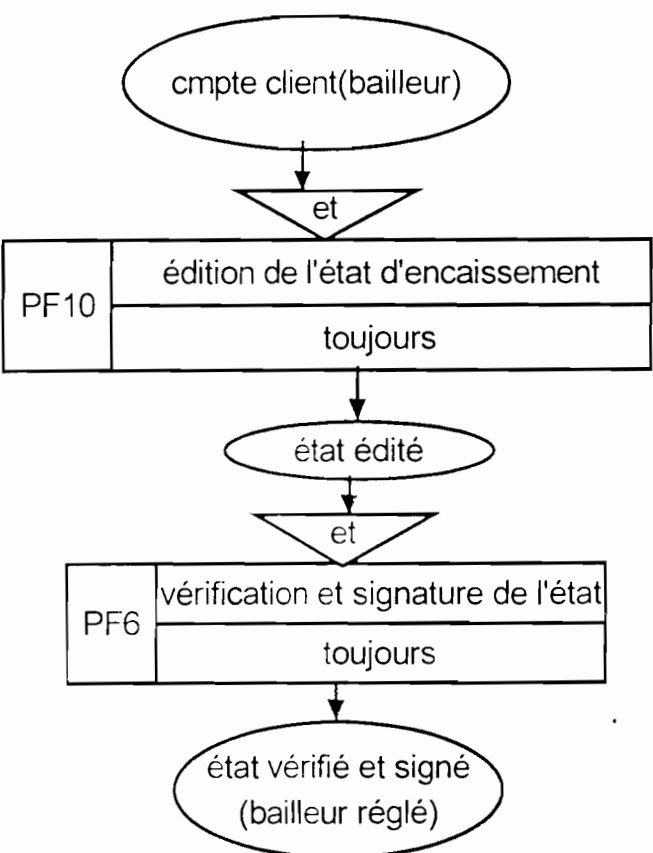 cmpte client(bailleur)
et
édition de l'état d'encaissement
PF10
toujours
état édité
et
vérification et signature de l'état
PF6
toujours
état vérifié et signé
(bailleur réglé)